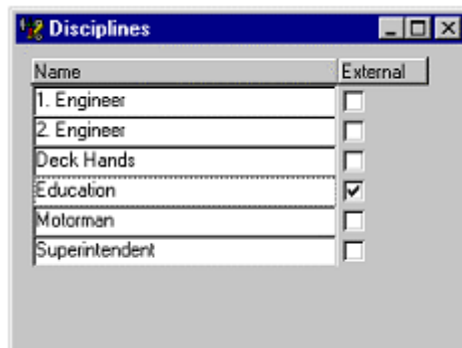 Disciplines
Name External
1. Engineer
2. Engineer
Deck Hands
Education
Motorman
Superintendent